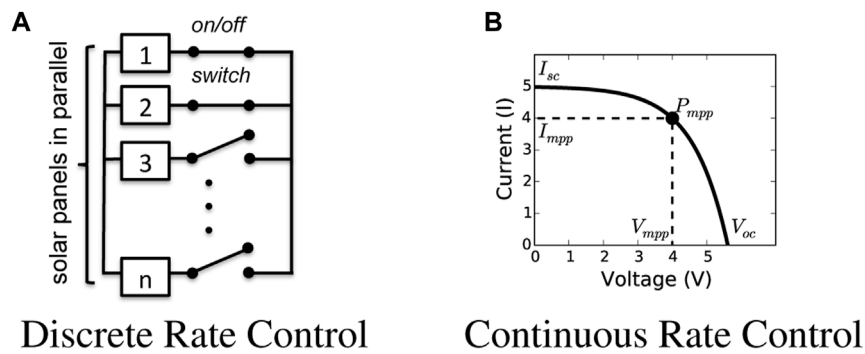 A
on/off
1
switch
2
3
n
solar panels in parallel
Discrete Rate Control
B
I_sc
5
P_mpp
4
I_mpp
3
2
1
V_mpp
V_oc
0
0 1 2 3 4 5
Current (I)
Voltage (V)
Continuous Rate Control